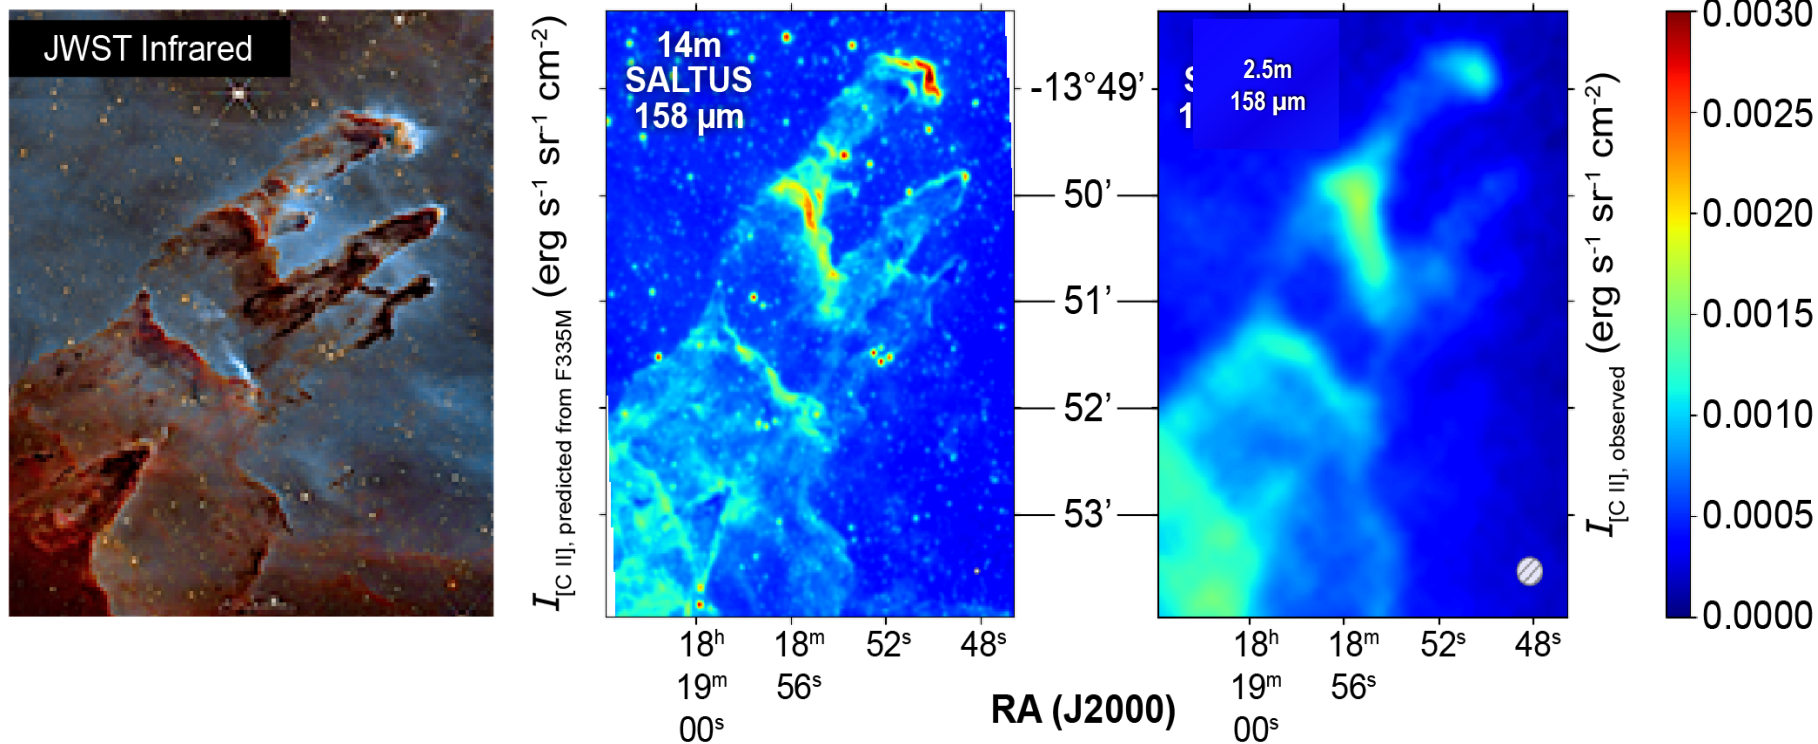 JWST Infrared
I[C II], predicted from F335M (erg s-1 sr-1 cm-2)
14m
SALTUS
158 µm
-13°49’
50’
51’
52’
53’
S
1
2.5m
158 µm
I[C II], observed (erg s-1 sr-1 cm-2)
0.0030
0.0025
0.0020
0.0015
0.0010
0.0005
0.0000
18h 18m 52s 48s
19m 56s
00s
18h 18m 52s 48s
19m 56s
00s
RA (J2000)